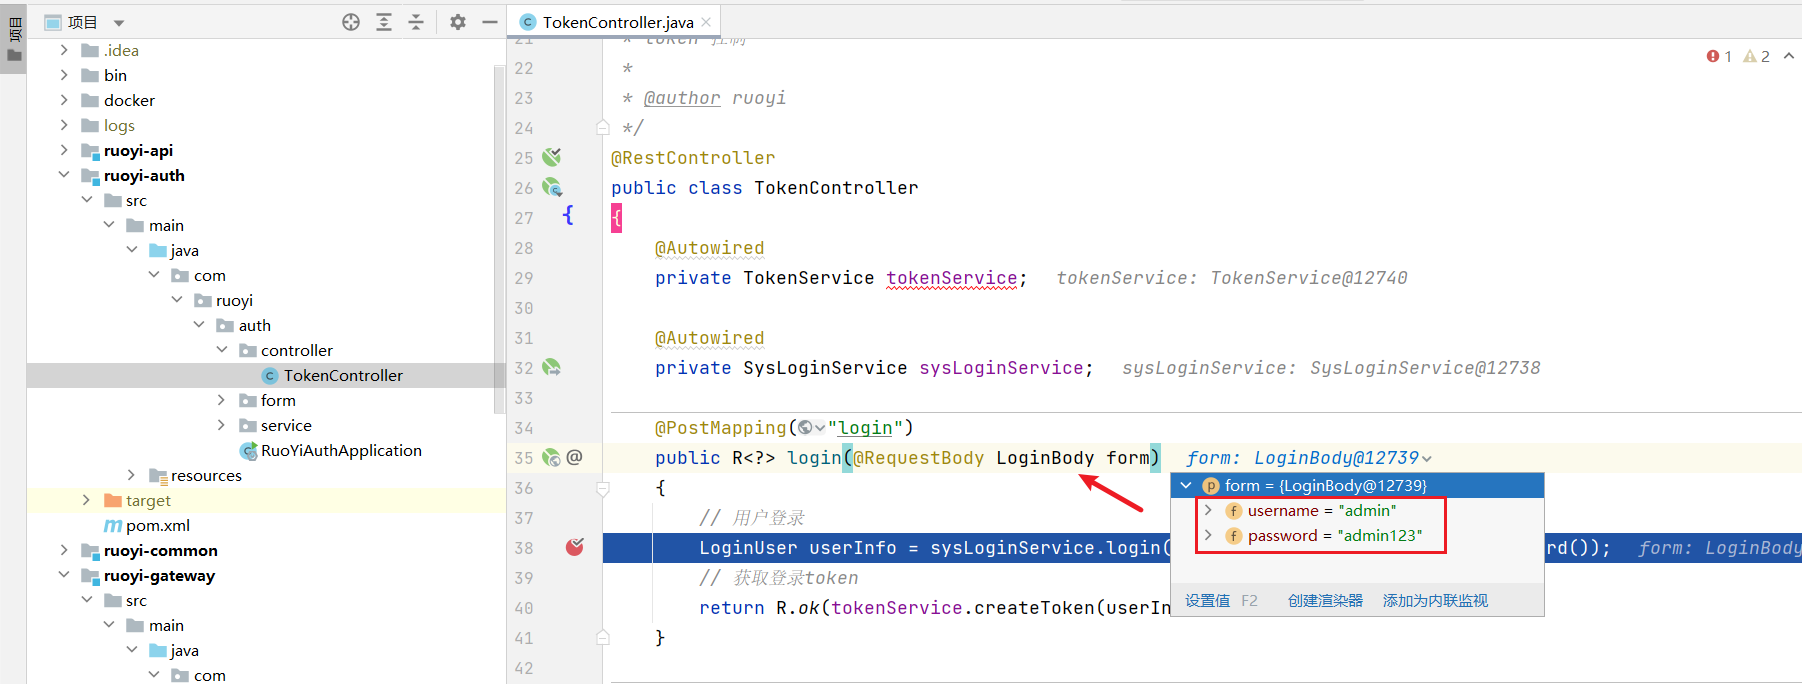 项目
项目
.idea
bin
docker
logs
ruoyi-api
ruoyi-auth
src
main
java
com
ruoyi
auth
controller
TokenController
form
service
RuoYiAuthApplication
resources
target
pom.xml
ruoyi-common
ruoyi-gateway
src
main
java
com
TokenController.java
1 2
21 * token 控制
22 *
23 * @author ruoyi
24 */
25 @RestController
26 public class TokenController
27 {
28 @Autowired
29 private TokenService tokenService; tokenService: TokenService@12740
30
31 @Autowired
32 private SysLoginService sysLoginService; sysLoginService: SysLoginService@12738
33
34 @PostMapping("login")
35 public R<?> login(@RequestBody LoginBody form) form: LoginBody@12739
36 {
37 // 用户登录
38 LoginUser userInfo = sysLoginService.login( rd()); form: LoginBody
39 // 获取登录token
40 return R.ok(tokenService.createToken(userIn
41 }
42
form = {LoginBody@12739}
username = "admin"
password = "admin123"
设置值 F2 创建渲染器 添加为内联监视